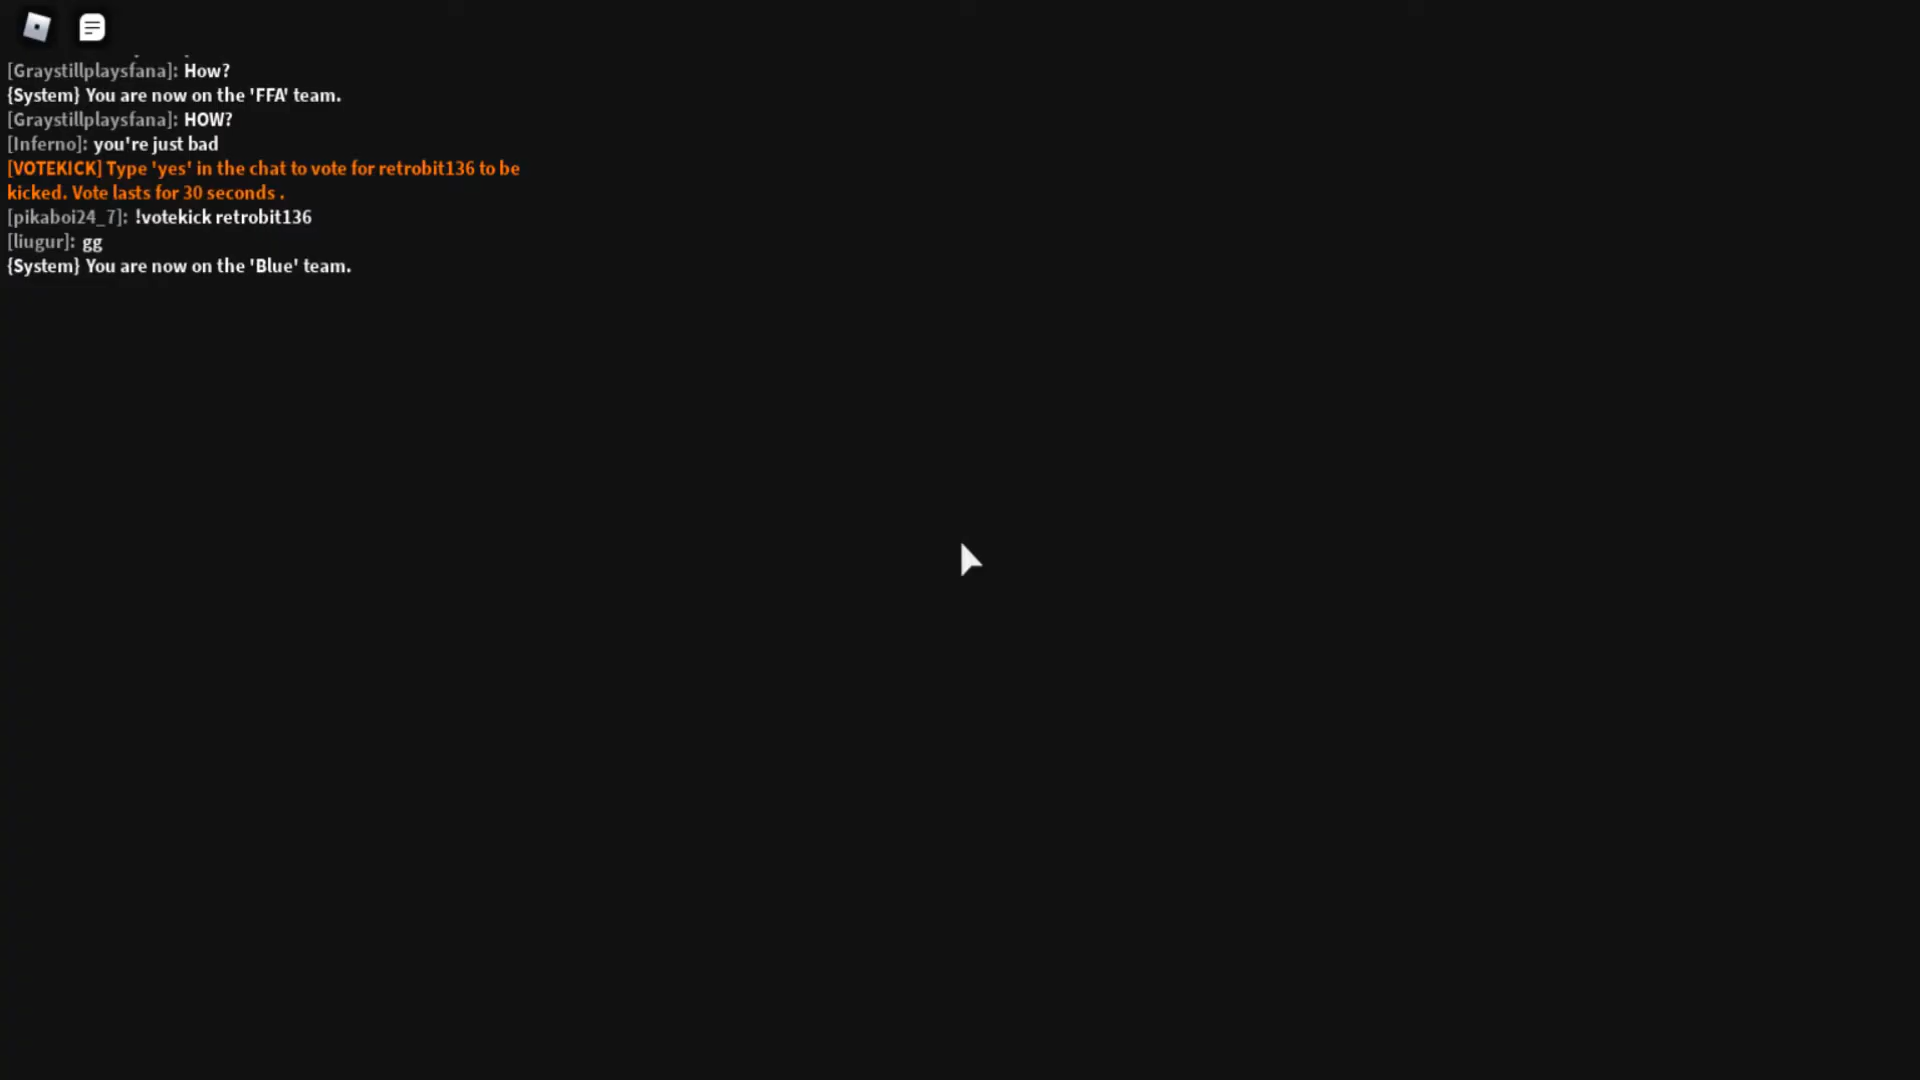 [Graystillplaysfana]: How?
{System} You are now on the 'FFA' team.
[Graystillplaysfana]: HOW?
[Inferno]: you're just bad
[VOTEKICK] Type 'yes' in the chat to vote for retrobit136 to be
kicked. Vote lasts for 30 seconds .
[pikaboi24_7]: !votekick retrobit136
[liugur]: gg
{System} You are now on the 'Blue' team.